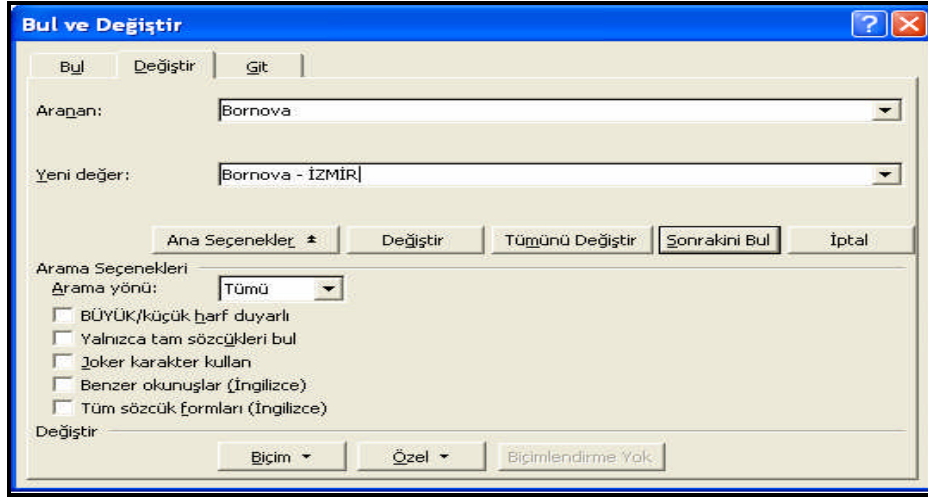 Bul ve Değiştir
Bul Değiştir Git
Aranan: Bornova
Yeni değer: Bornova - İZMİR
Ana Seçenekler Değiştir Tümünü Değiştir Sonrakini Bul İptal
Arama Seçenekleri
Arama yönü: Tümü
BÜYÜK/küçük harf duyarlı
Yalnızca tam sözcükleri bul
Joker karakter kullan
Benzer okunuşlar (İngilizce)
Tüm sözcük formları (İngilizce)
Değiştir
Biçim Özel Biçimlendirme Yok